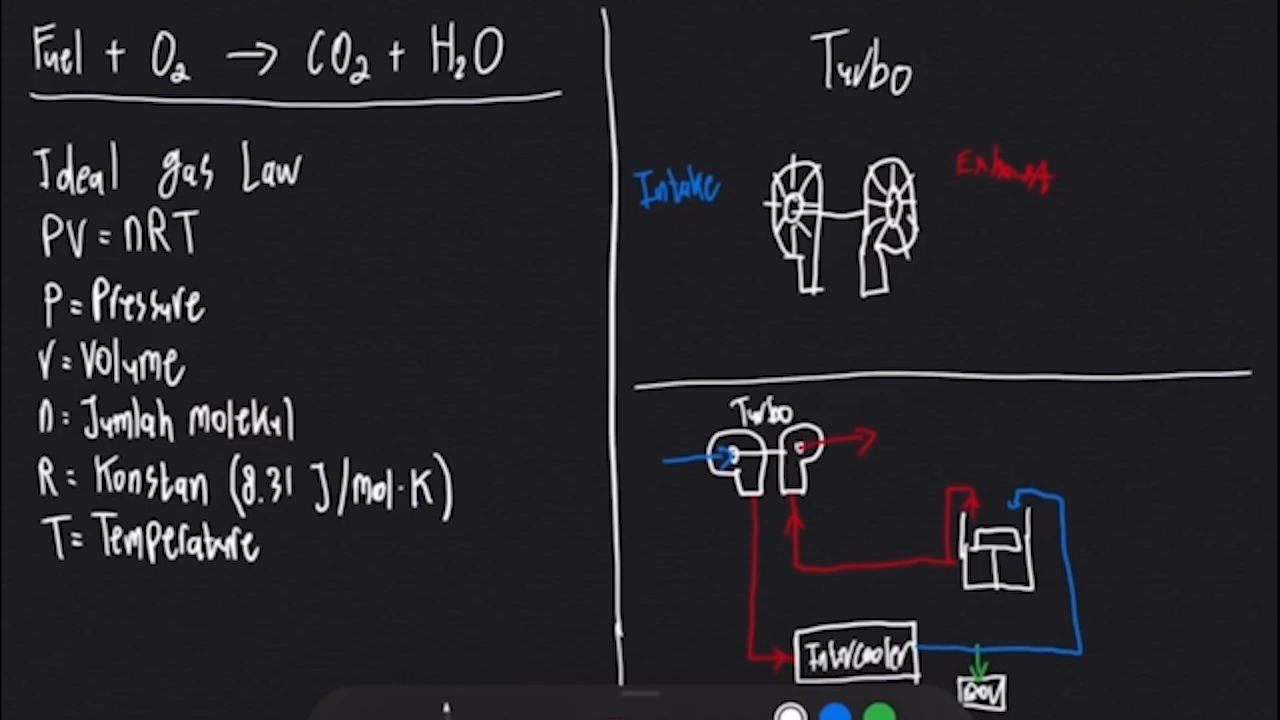 Fuel + O₂ → CO₂ + H₂O
Ideal gas Law
PV = nRT
P = Pressure
V = Volume
n = Jumlah molekul
R = Konstan (8.31 J/mol·K)
T = Temperature
Turbo
Intake
Exhaust
Turbo
Intercooler
BOV